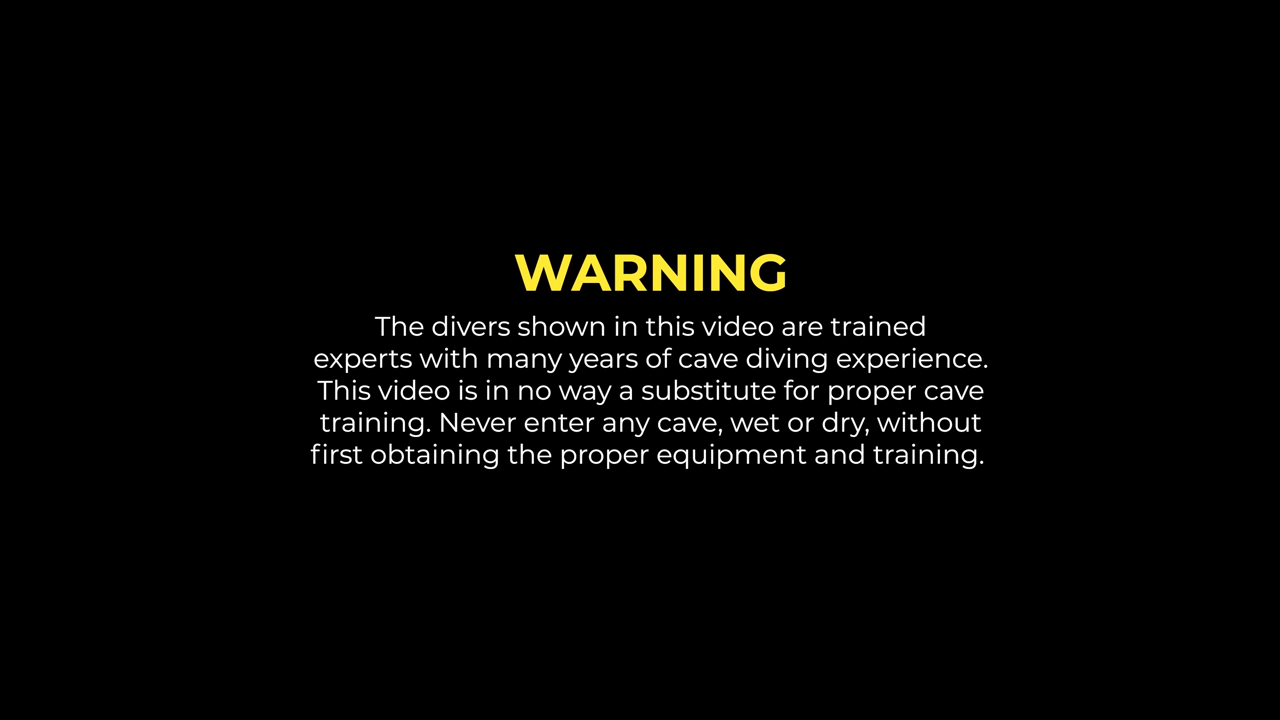 WARNING
The divers shown in this video are trained
experts with many years of cave diving experience.
This video is in no way a substitute for proper cave
training. Never enter any cave, wet or dry, without
first obtaining the proper equipment and training.